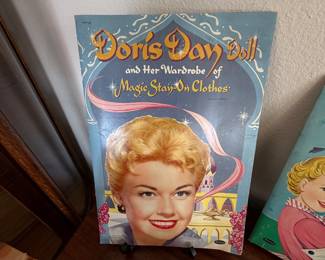 Doris Day Doll
and Her Wardrobe of
Magic Stay-On Clothes